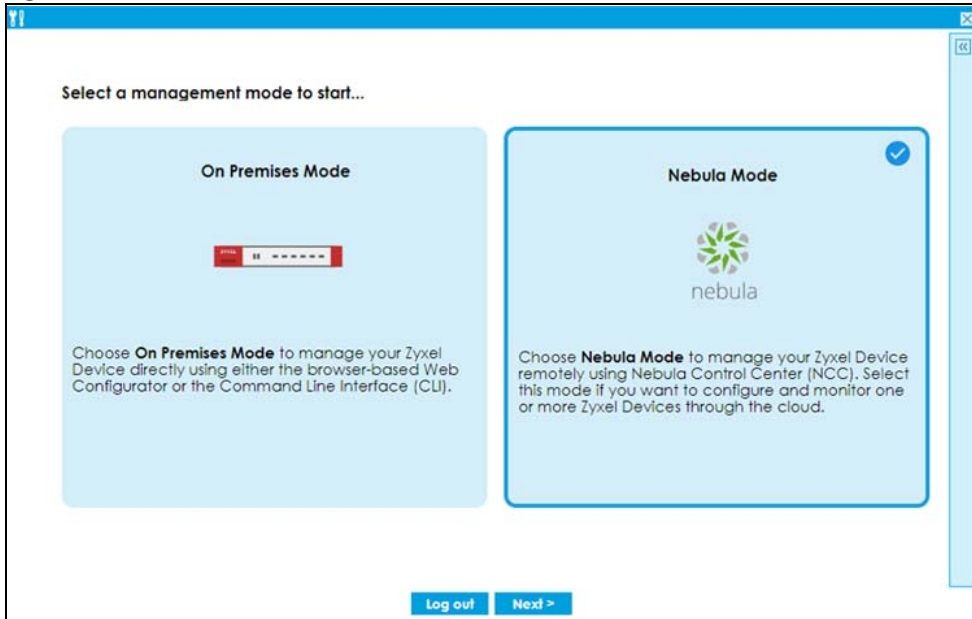 Select a management mode to start...
On Premises Mode
ZYXEL
Choose On Premises Mode to manage your Zyxel
Device directly using either the browser-based Web
Configurator or the Command Line Interface (CLI).
Nebula Mode
nebula
Choose Nebula Mode to manage your Zyxel Device
remotely using Nebula Control Center (NCC). Select
this mode if you want to configure and monitor one
or more Zyxel Devices through the cloud.
Log out
Next >